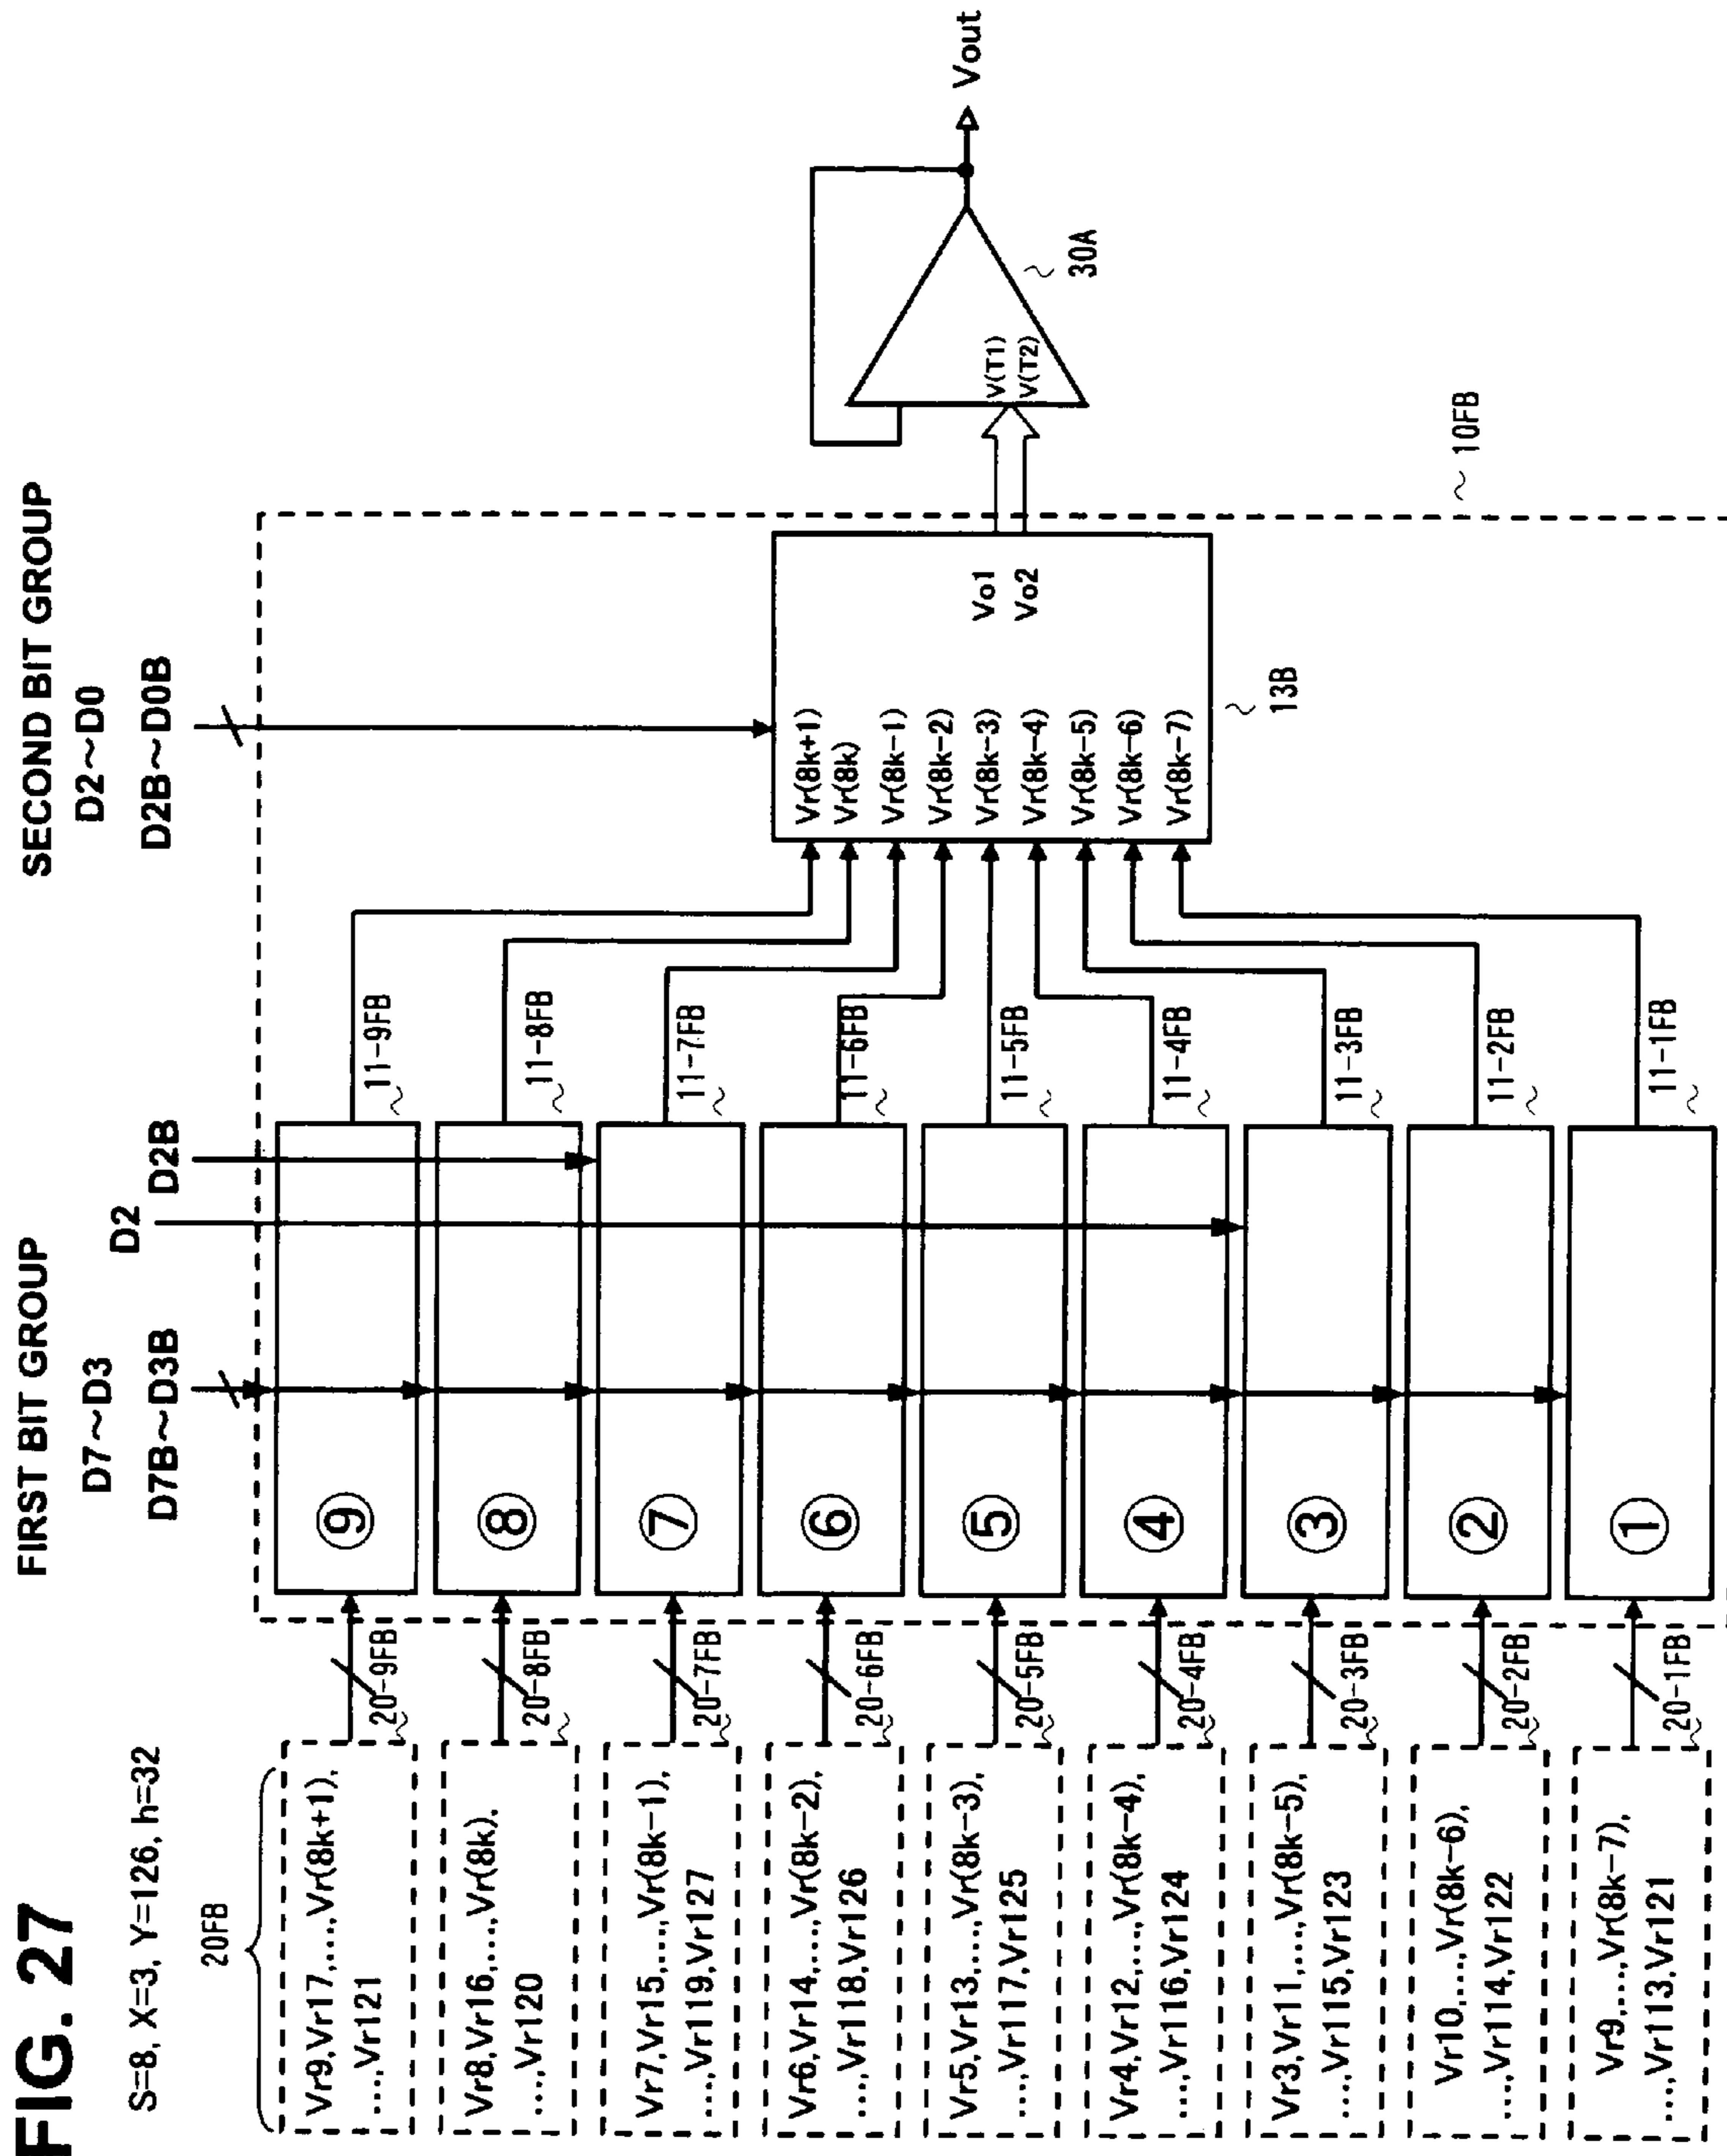 FIG. 27
S=8, X=3, Y=126, h=32
20FB
FIRST BIT GROUP
D7~D3
D7B~D3B
D2
D2B
SECOND BIT GROUP
D2~D0
D2B~D0B
Vr9,Vr17,...,Vr(8k+1),
...,Vr121
20-9FB
⑨
11-9FB
Vr8,Vr16,...,Vr(8k),
...,Vr120
20-8FB
⑧
11-8FB
Vr7,Vr15,...,Vr(8k-1),
...,Vr119,Vr127
20-7FB
⑦
11-7FB
Vr6,Vr14,...,Vr(8k-2),
...,Vr118,Vr126
20-6FB
⑥
11-6FB
Vr5,Vr13,...,Vr(8k-3),
...,Vr117,Vr125
20-5FB
⑤
11-5FB
Vr4,Vr12,...,Vr(8k-4),
...,Vr116,Vr124
20-4FB
④
11-4FB
Vr3,Vr11,...,Vr(8k-5),
...,Vr115,Vr123
20-3FB
③
11-3FB
Vr10,...,Vr(8k-6),
...,Vr114,Vr122
20-2FB
②
11-2FB
Vr9,...,Vr(8k-7),
...,Vr113,Vr121
20-1FB
①
11-1FB
Vr(8k+1)
Vr(8k)
Vr(8k-1)
Vr(8k-2)
Vr(8k-3)
Vr(8k-4)
Vr(8k-5)
Vr(8k-6)
Vr(8k-7)
Vo1
Vo2
13B
10FB
V(T1)
V(T2)
30A
Vout